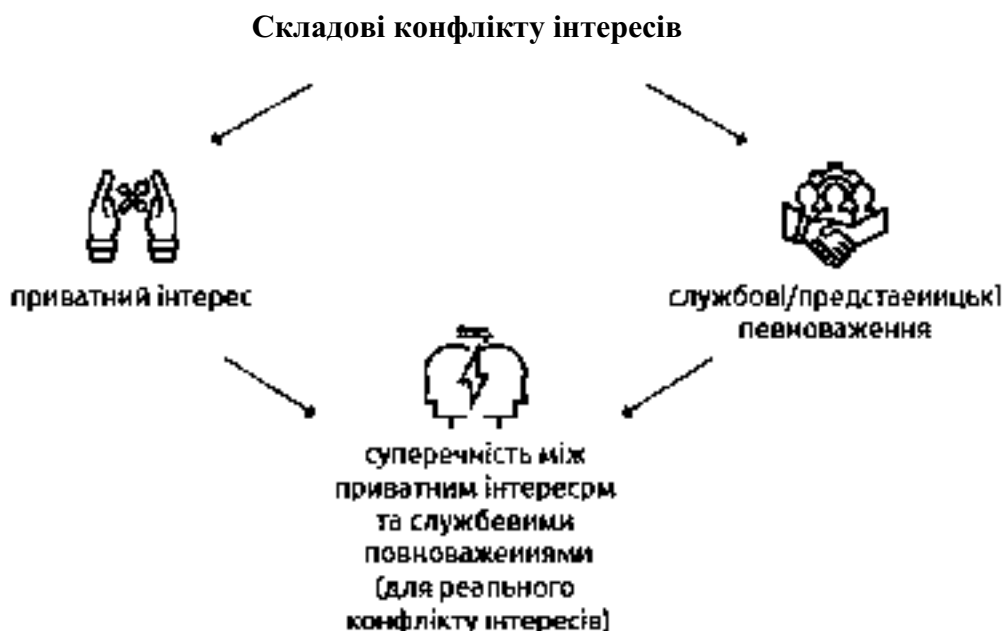 Складові конфлікту інтересів
приватний інтерес
службові/представницькі
повноваження
суперечність між
приватним інтересом
та службовими
повноваженнями
(для реального
конфлікту інтересів)